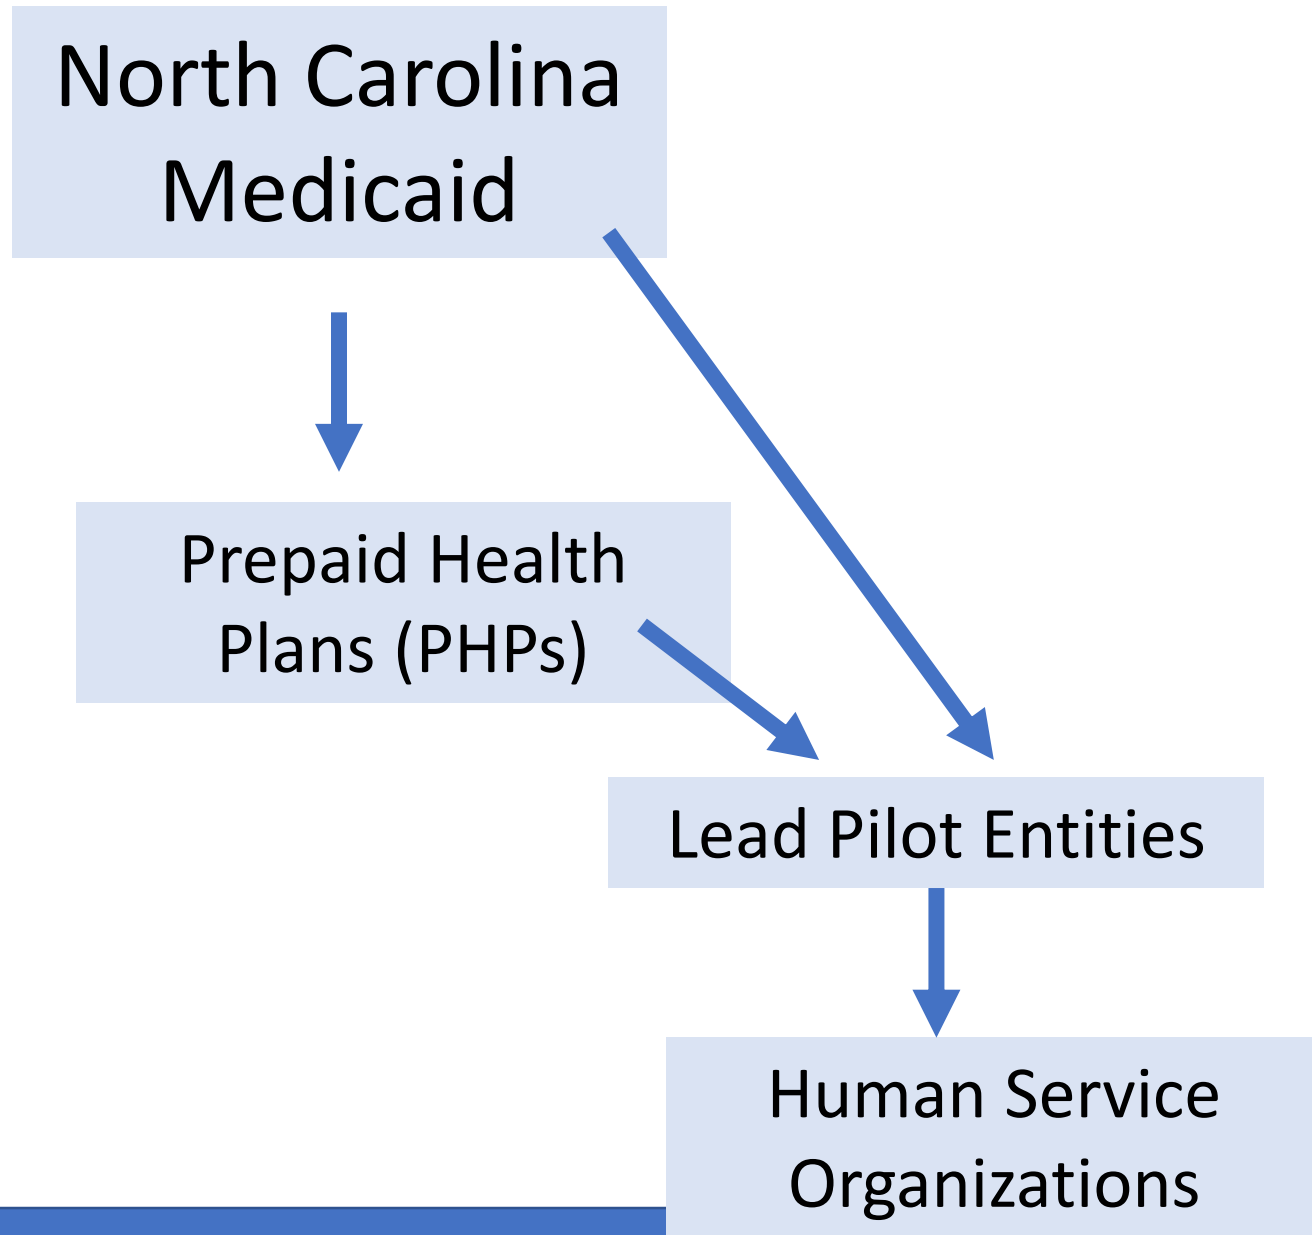 North Carolina
Medicaid
Prepaid Health
Plans (PHPs)
Lead Pilot Entities
Human Service
Organizations